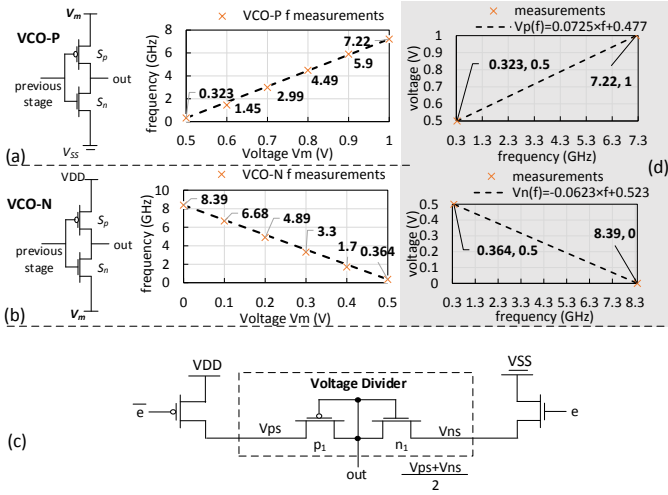 Vm
VCO-P
Sp
previous
stage
out
Sn
VSS
(a)
VCO-P f measurements
frequency (GHz)
8
6
4
2
0
0.323
1.45
2.99
4.49
5.9
7.22
0.5 0.6 0.7 0.8 0.9 1
Voltage Vm (V)
measurements
Vp(f)=0.0725×f+0.477
voltage (V)
1
0.9
0.8
0.7
0.6
0.5
0.323, 0.5
7.22, 1
0.3 1.3 2.3 3.3 4.3 5.3 6.3 7.3
frequency (GHz)
(d)
VDD
VCO-N
Sp
previous
stage
out
Sn
Vm
(b)
VCO-N f measurements
frequency (GHz)
10
8
6
4
2
0
8.39
6.68
4.89
3.3
1.7
0.364
0 0.1 0.2 0.3 0.4 0.5
Voltage Vm (V)
measurements
Vn(f)=-0.0623×f+0.523
voltage (V)
0.5
0.4
0.3
0.2
0.1
0
0.364, 0.5
8.39, 0
0.3 1.3 2.3 3.3 4.3 5.3 6.3 7.3 8.3
frequency (GHz)
VDD
VSS
Voltage Divider
e
e
Vps
Vns
p1
n1
(c)
out
Vps+Vns
2